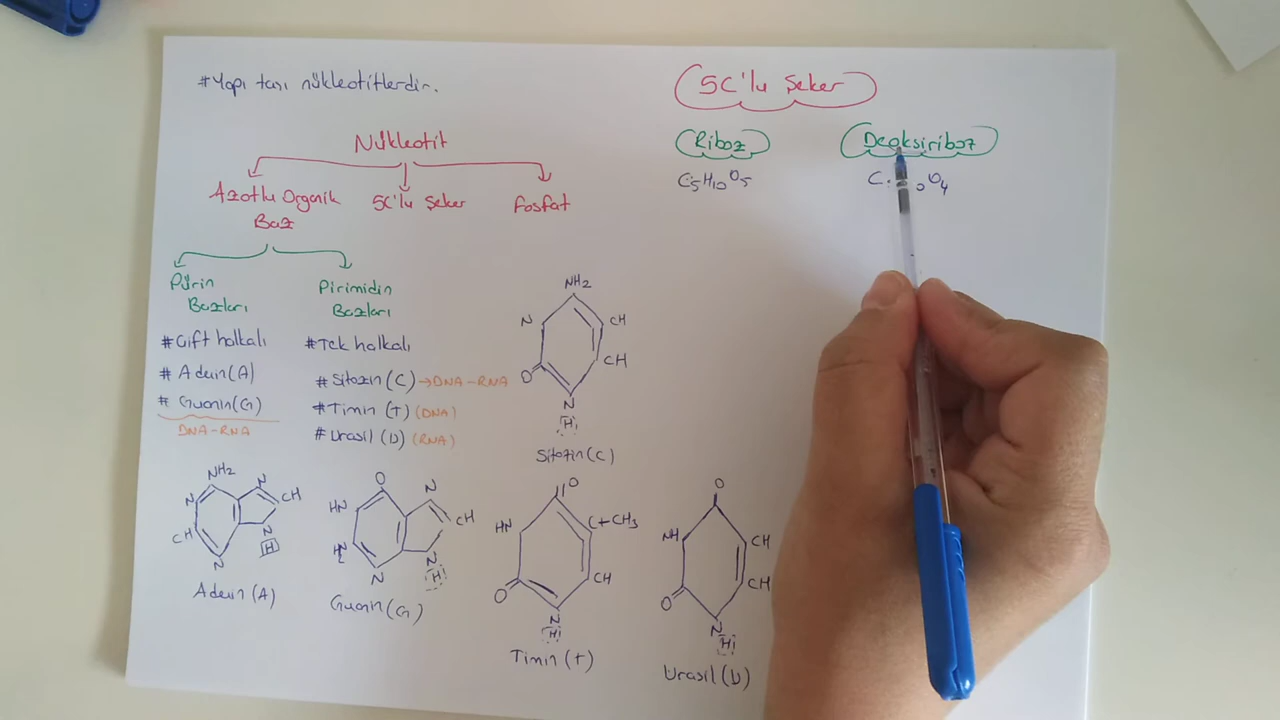 #Yapı taşı nükleotitlerdir.
Nükleotit
Azotlu Organik
Baz
5C'lu Şeker
Fosfat
Pürin
Bazları
#Çift halkalı
#Adenin(A)
#Guanin(G)
DNA-RNA
Pirimidin
Bazları
#Tek halkalı
#Sitozin(C)→DNA-RNA
#Timin(T)(DNA)
#Urasil(U)(RNA)
5C'lu Şeker
Riboz
C5H10O5
Deoksiriboz
C O4
NH2
N
CH
CH
O
N
H
Sitozin(C)
NH2
N
N
CH
CH
N
N
H
Adenin(A)
O
HN
N
CH
N
N
H
Guanin(G)
O
HN
C+CH3
CH
O
N
H
Timin(T)
O
NH
CH
CH
O
N
H
Urasil(U)